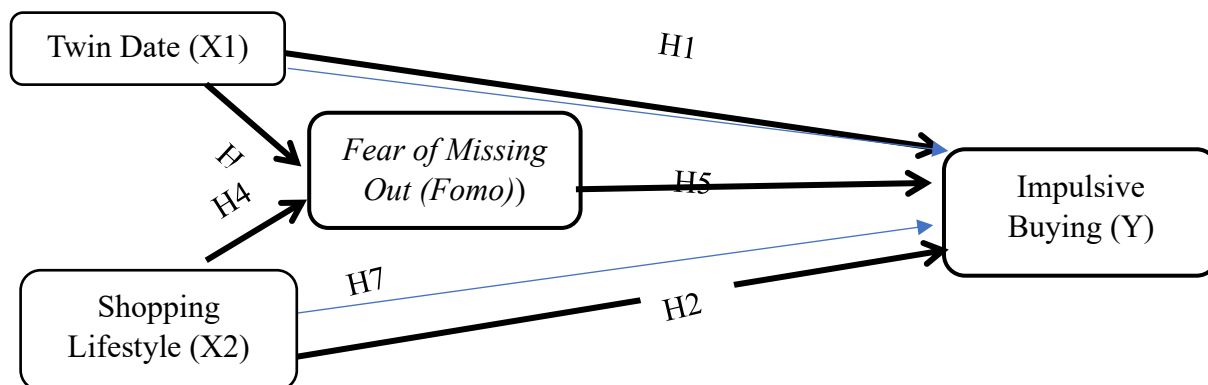 Twin Date (X1)
H1
Fear of Missing
Out (Fomo))
H
H4
H5
Impulsive
Buying (Y)
H7
Shopping
Lifestyle (X2)
H2